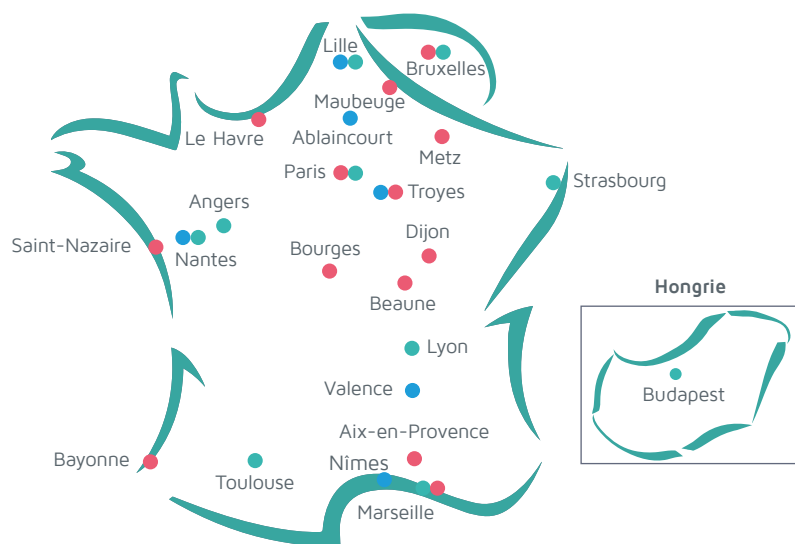 Lille
Bruxelles
Maubeuge
Le Havre
Ablaincourt
Metz
Paris
Troyes
Strasbourg
Angers
Saint-Nazaire
Nantes
Bourges
Dijon
Beaune
Hongrie
Lyon
Valence
Budapest
Aix-en-Provence
Bayonne
Nîmes
Toulouse
Marseille